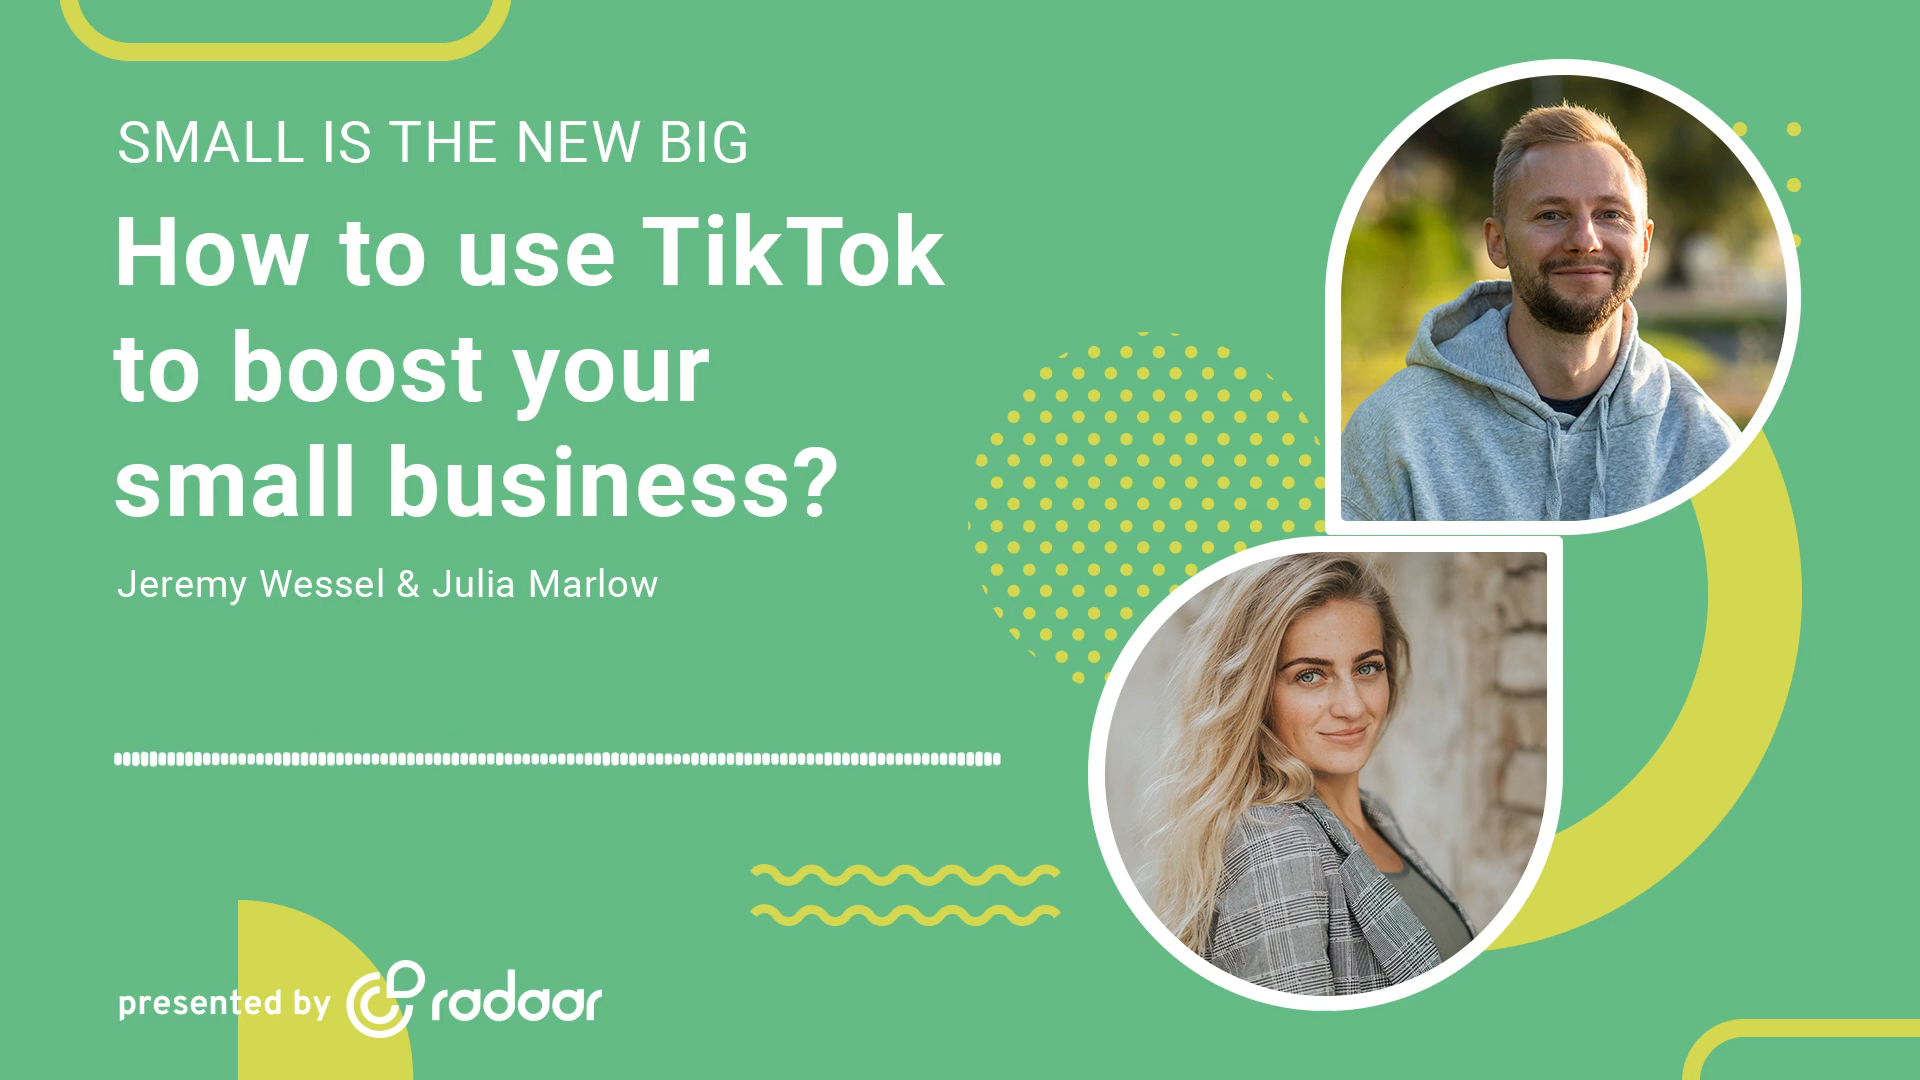 SMALL IS THE NEW BIG
How to use TikTok
to boost your
small business?
Jeremy Wessel & Julia Marlow
presented by radaar